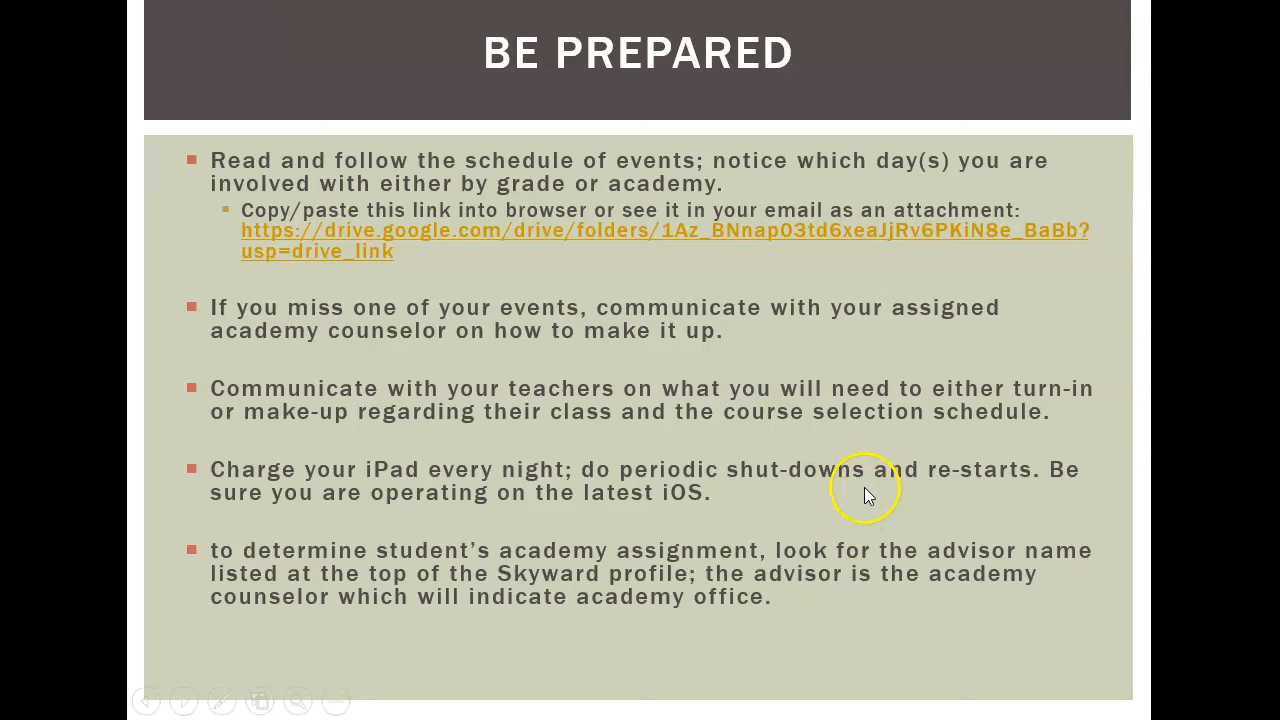 BE PREPARED
Read and follow the schedule of events; notice which day(s) you are
involved with either by grade or academy.
Copy/paste this link into browser or see it in your email as an attachment:
https://drive.google.com/drive/folders/1Az_BNnap03td6xeaJjRv6PKiN8e_BaBb?
usp=drive_link
If you miss one of your events, communicate with your assigned
academy counselor on how to make it up.
Communicate with your teachers on what you will need to either turn-in
or make-up regarding their class and the course selection schedule.
Charge your iPad every night; do periodic shut-downs and re-starts. Be
sure you are operating on the latest iOS.
to determine student's academy assignment, look for the advisor name
listed at the top of the Skyward profile; the advisor is the academy
counselor which will indicate academy office.